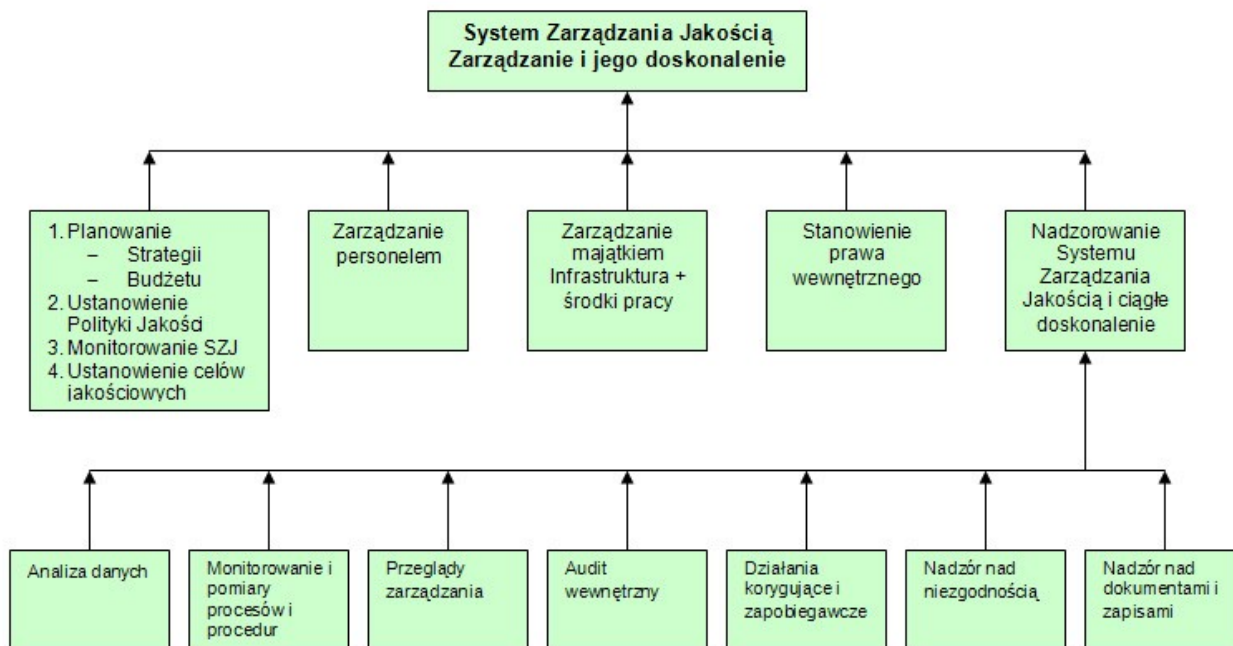 System Zarządzania Jakością
Zarządzanie i jego doskonalenie
1. Planowanie
– Strategii
– Budżetu
2. Ustanowienie
Polityki Jakości
3. Monitorowanie SZJ
4. Ustanowienie celów
jakościowych
Zarządzanie
personelem
Zarządzanie
majątkiem
Infrastruktura +
środki pracy
Stanowienie
prawa
wewnętrznego
Nadzorowanie
Systemu
Zarządzania
Jakością i ciągłe
doskonalenie
Analiza danych
Monitorowanie i
pomiary
procesów i
procedur
Przeglądy
zarządzania
Audit
wewnętrzny
Działania
korygujące i
zapobiegawcze
Nadzór nad
niezgodnością
Nadzór nad
dokumentami i
zapisami